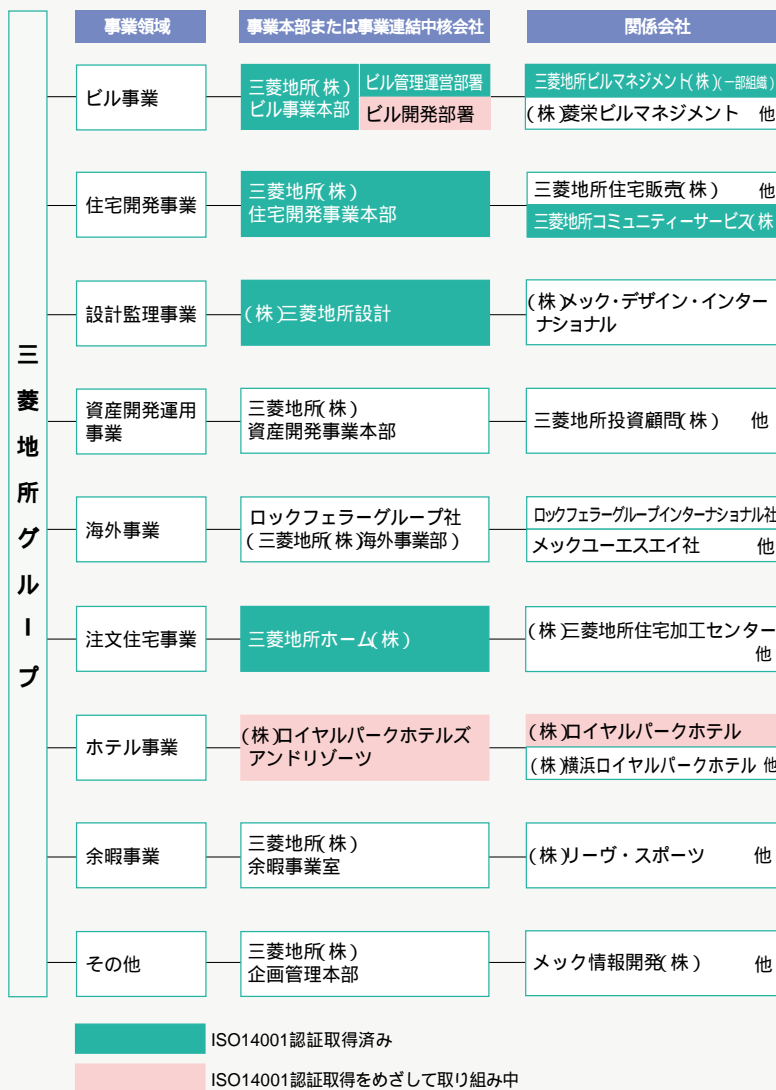 事業領域 事業本部または事業連結中核会社 関係会社
三菱地所グループ
ビル事業
三菱地所(株)
ビル事業本部
ビル管理運営部署
ビル開発部署
三菱地所ビルマネジメント(株)(一部組織)
(株)菱栄ビルマネジメント 他
住宅開発事業
三菱地所(株)
住宅開発事業本部
三菱地所住宅販売(株) 他
三菱地所コミュニティーサービス(株
設計監理事業
(株)三菱地所設計
(株)メック・デザイン・インター
ナショナル
資産開発運用
事業
三菱地所(株)
資産開発事業本部
三菱地所投資顧問(株) 他
海外事業
ロックフェラーグループ社
(三菱地所(株)海外事業部)
ロックフェラーグループインターナショナル社
メックユーエスエイ社 他
注文住宅事業
三菱地所ホーム(株)
(株)三菱地所住宅加工センター
他
ホテル事業
(株)ロイヤルパークホテルズ
アンドリゾーツ
(株)ロイヤルパークホテル
(株)横浜ロイヤルパークホテル 他
余暇事業
三菱地所(株)
余暇事業室
(株)リーヴ・スポーツ 他
その他
三菱地所(株)
企画管理本部
メック情報開発(株) 他
ISO14001認証取得済み
ISO14001認証取得をめざして取り組み中